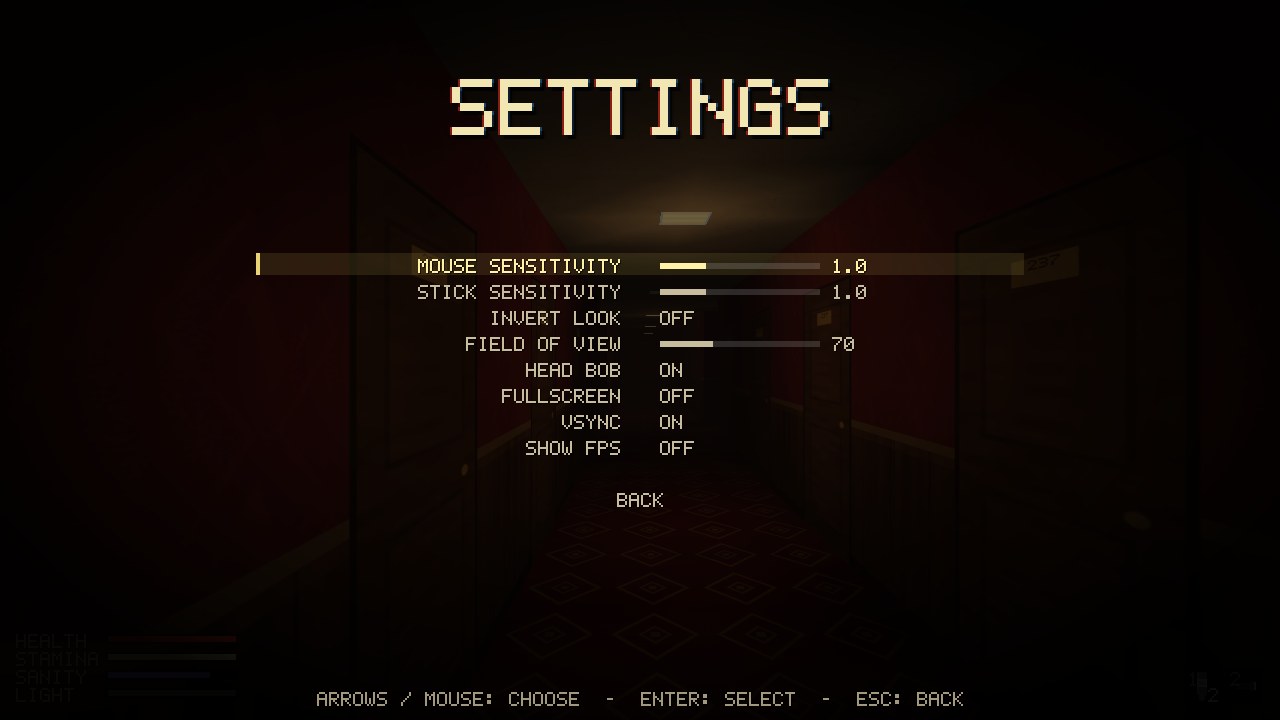 SETTINGS
MOUSE SENSITIVITY 1.0
STICK SENSITIVITY 1.0
INVERT LOOK OFF
FIELD OF VIEW 70
HEAD BOB ON
FULLSCREEN OFF
VSYNC ON
SHOW FPS OFF
BACK
237
HEALTH
STAMINA
SANITY
LIGHT
ARROWS / MOUSE: CHOOSE - ENTER: SELECT - ESC: BACK